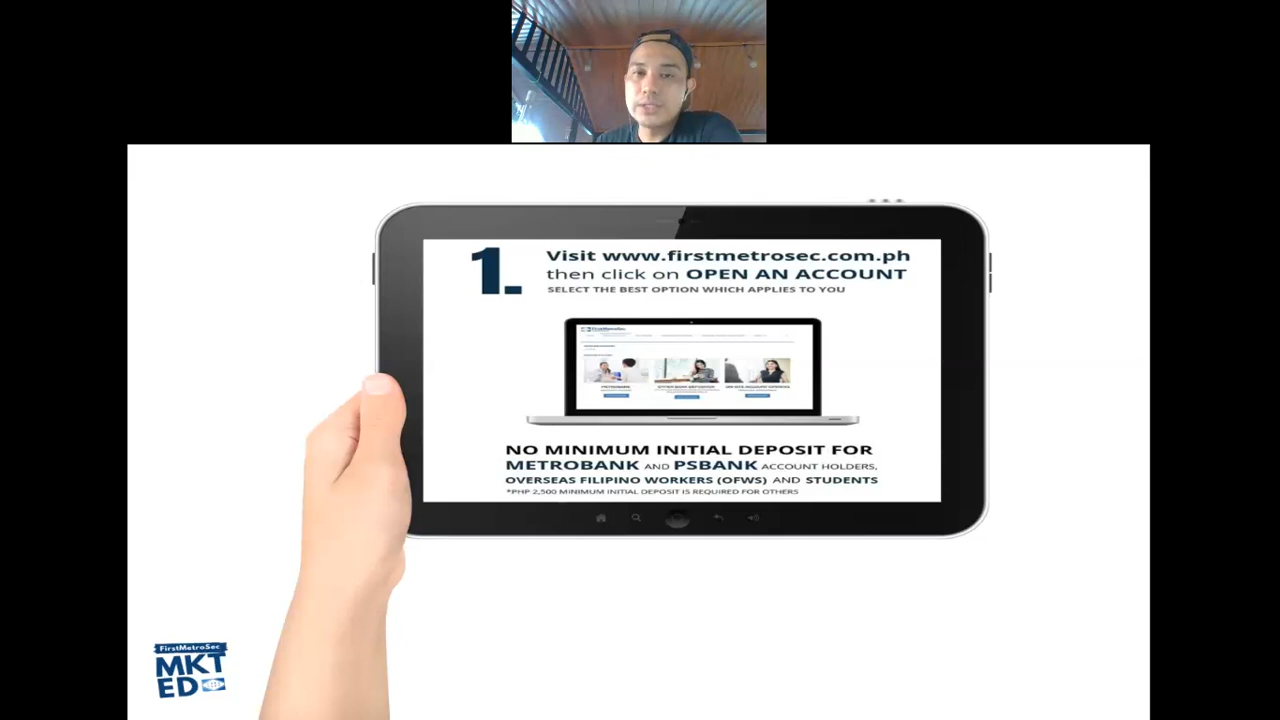 1.
Visit www.firstmetrosec.com.ph
then click on OPEN AN ACCOUNT
SELECT THE BEST OPTION WHICH APPLIES TO YOU
FirstMetroSec
METROBANK
NO MINIMUM INITIAL DEPOSIT FOR
METROBANK AND PSBANK ACCOUNT HOLDERS,
OVERSEAS FILIPINO WORKERS (OFWS) AND STUDENTS
*PHP 2,500 MINIMUM INITIAL DEPOSIT IS REQUIRED FOR OTHERS
FirstMetroSec
MKT
ED